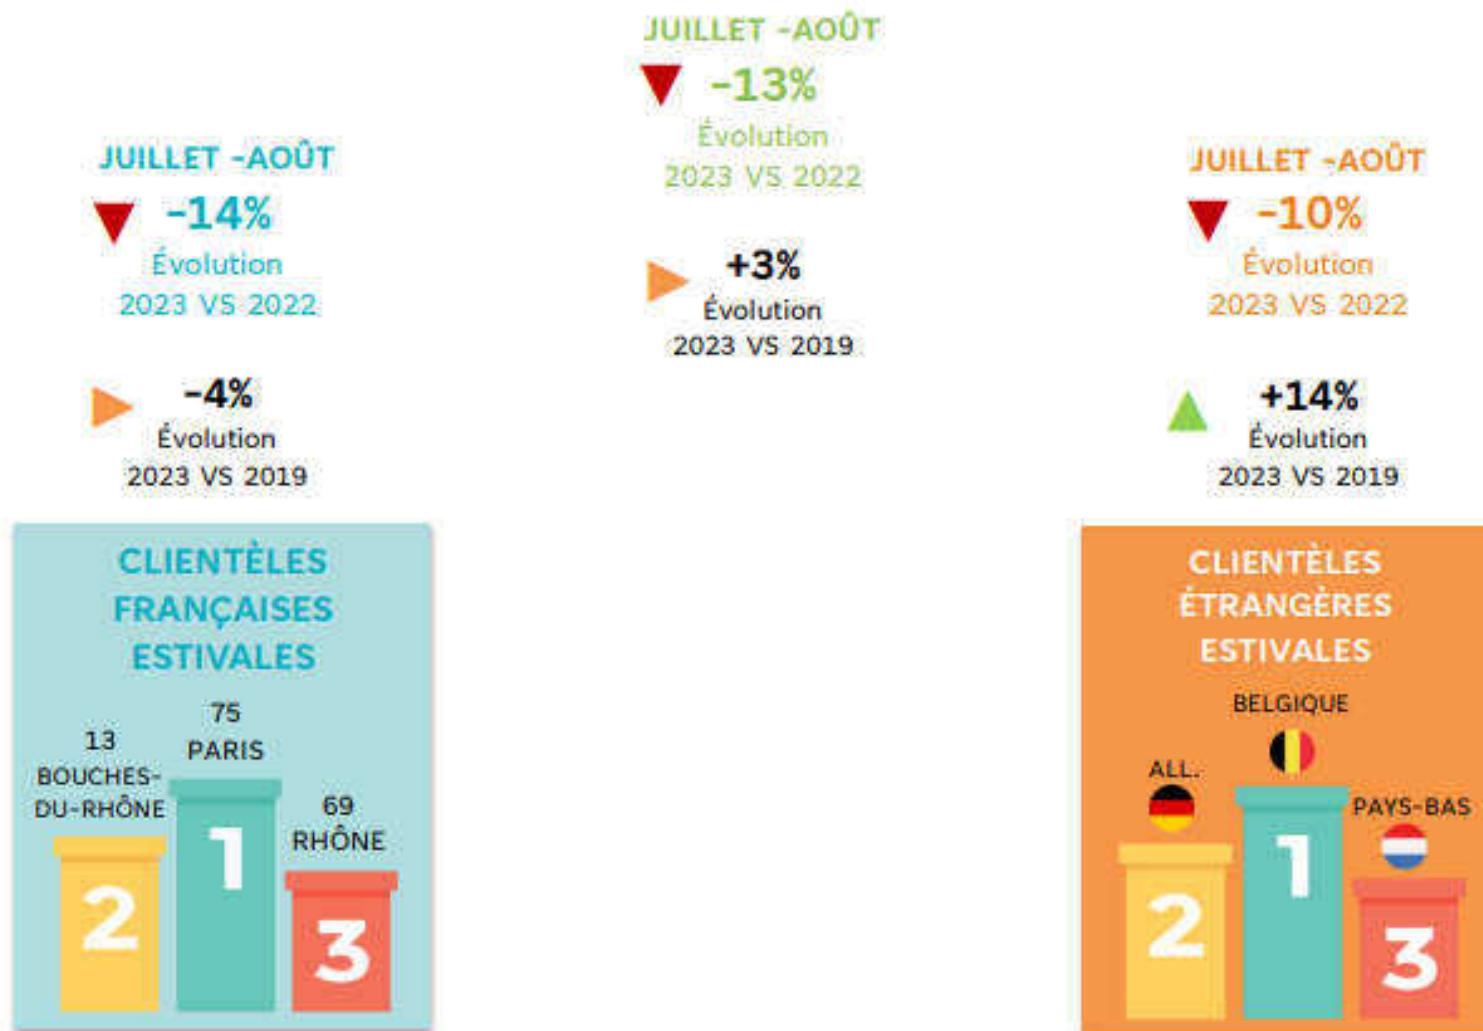 JUILLET -AOÛT
-13%
Évolution
2023 VS 2022
+3%
Évolution
2023 VS 2019
JUILLET -AOÛT
-14%
Évolution
2023 VS 2022
-4%
Évolution
2023 VS 2019
JUILLET -AOÛT
-10%
Évolution
2023 VS 2022
+14%
Évolution
2023 VS 2019
CLIENTÈLES
FRANÇAISES
ESTIVALES
75
PARIS
13
BOUCHES-
DU-RHÔNE
69
RHÔNE
1
2
3
CLIENTÈLES
ÉTRANGÈRES
ESTIVALES
BELGIQUE
ALL.
PAYS-BAS
1
2
3